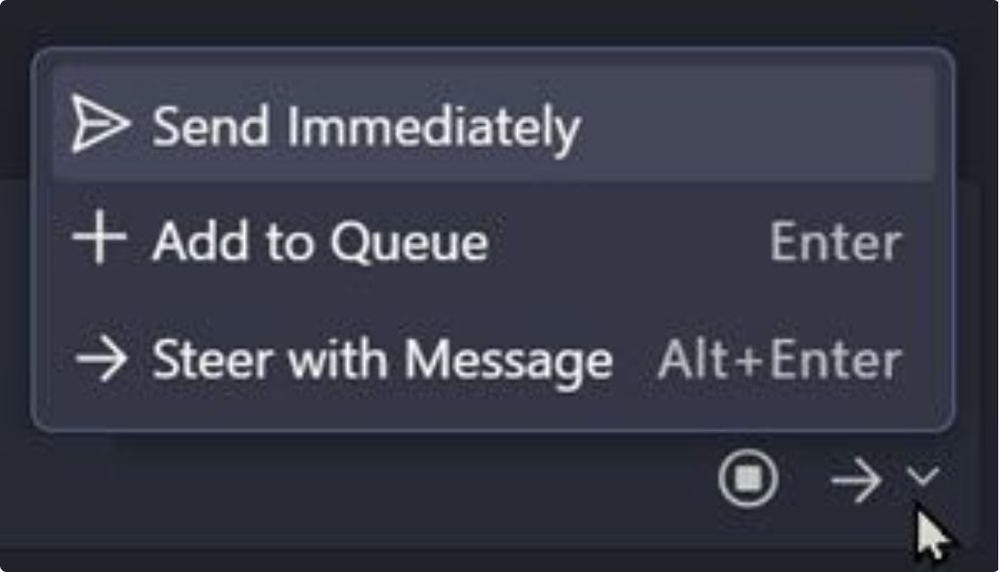 Send Immediately
Add to Queue Enter
Steer with Message Alt+Enter